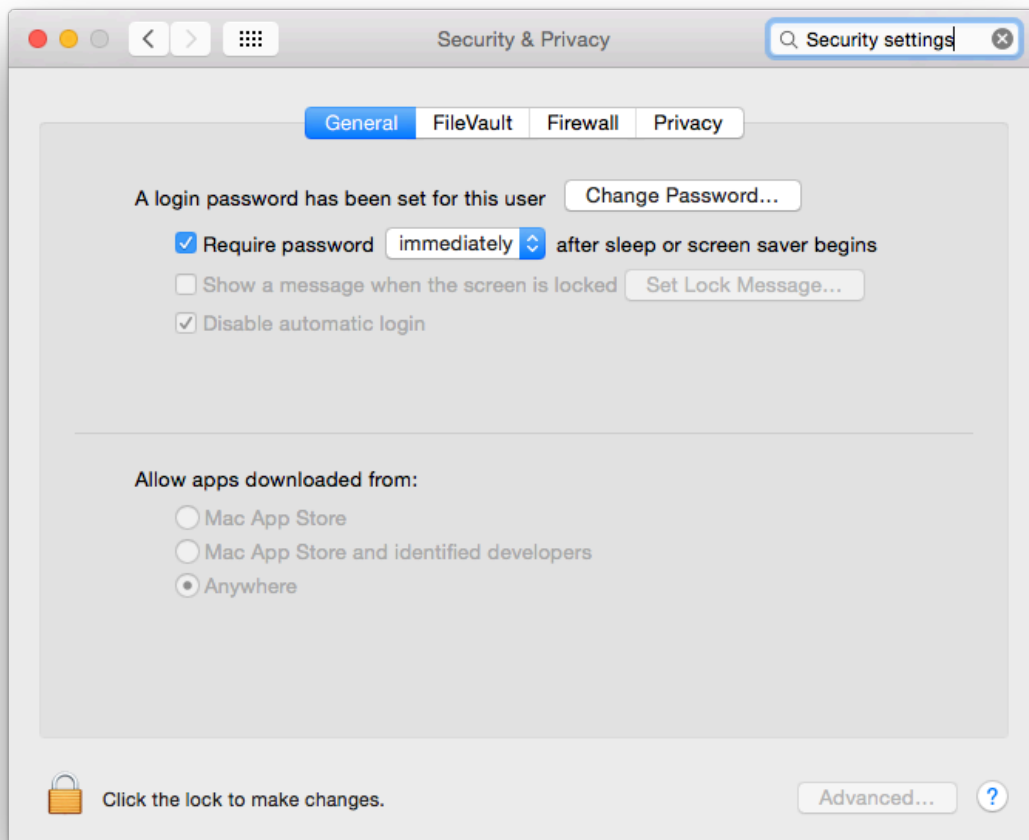 Security & Privacy
Security settings
General FileVault Firewall Privacy
A login password has been set for this user Change Password...
Require password immediately after sleep or screen saver begins
Show a message when the screen is locked Set Lock Message...
Disable automatic login
Allow apps downloaded from:
Mac App Store
Mac App Store and identified developers
Anywhere
Click the lock to make changes.
Advanced... ?